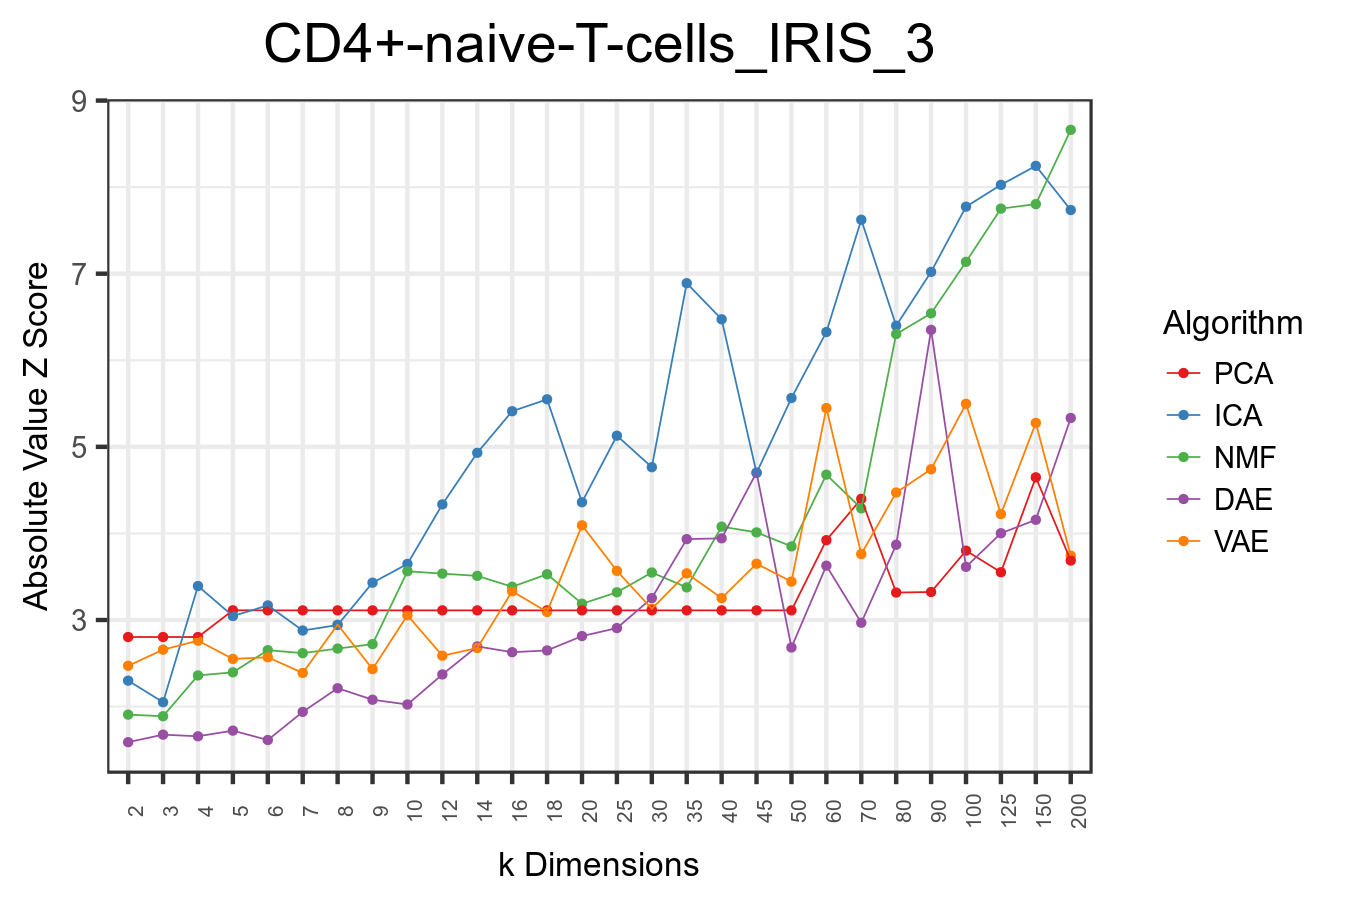 CD4+-naive-T-cells_IRIS_3
Absolute Value Z Score
9
7
5
3
2 3 4 5 6 7 8 9 10 12 14 16 18 20 25 30 35 40 45 50 60 70 80 90 100 125 150 200
k Dimensions
Algorithm
PCA
ICA
NMF
DAE
VAE